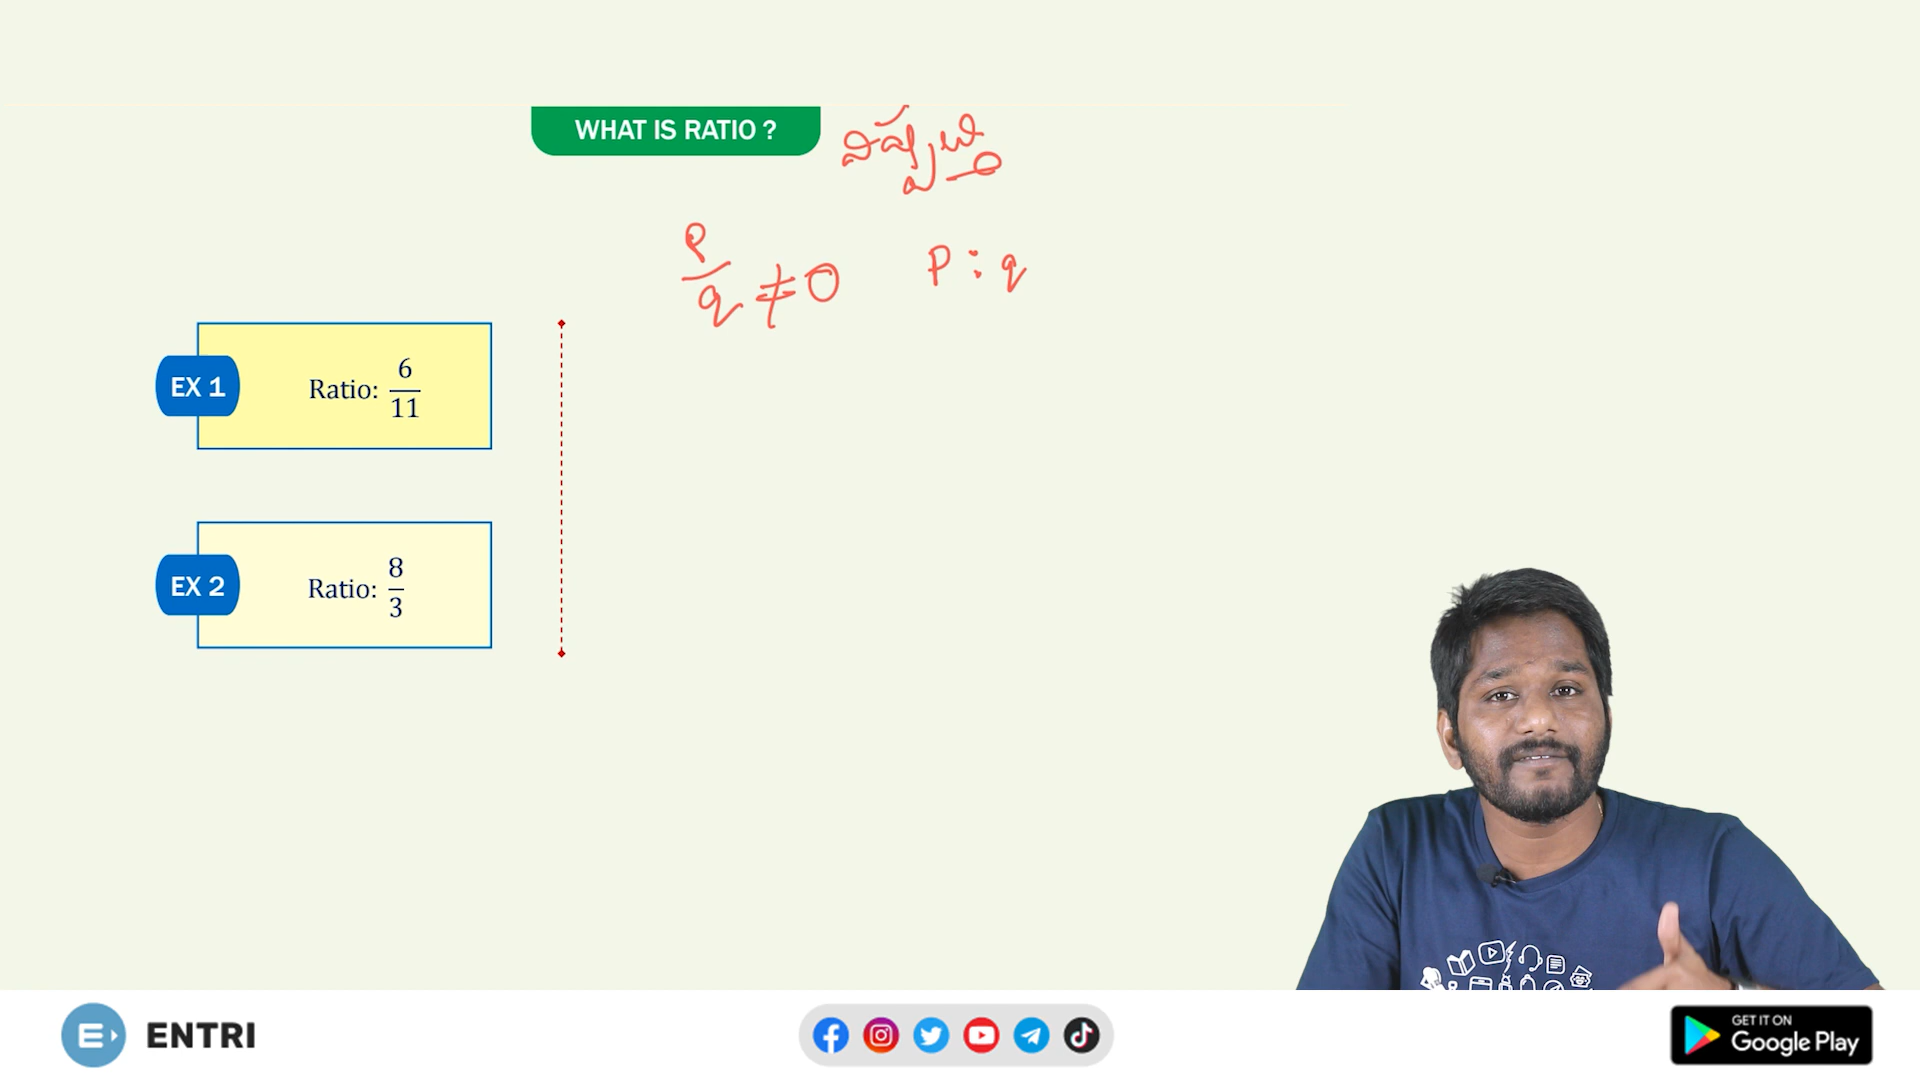 WHAT IS RATIO ?
నిష్పత్తి
p/q ≠ 0
P : q
EX 1
Ratio: 6/11
EX 2
Ratio: 8/3
ENTRI
GET IT ON
Google Play